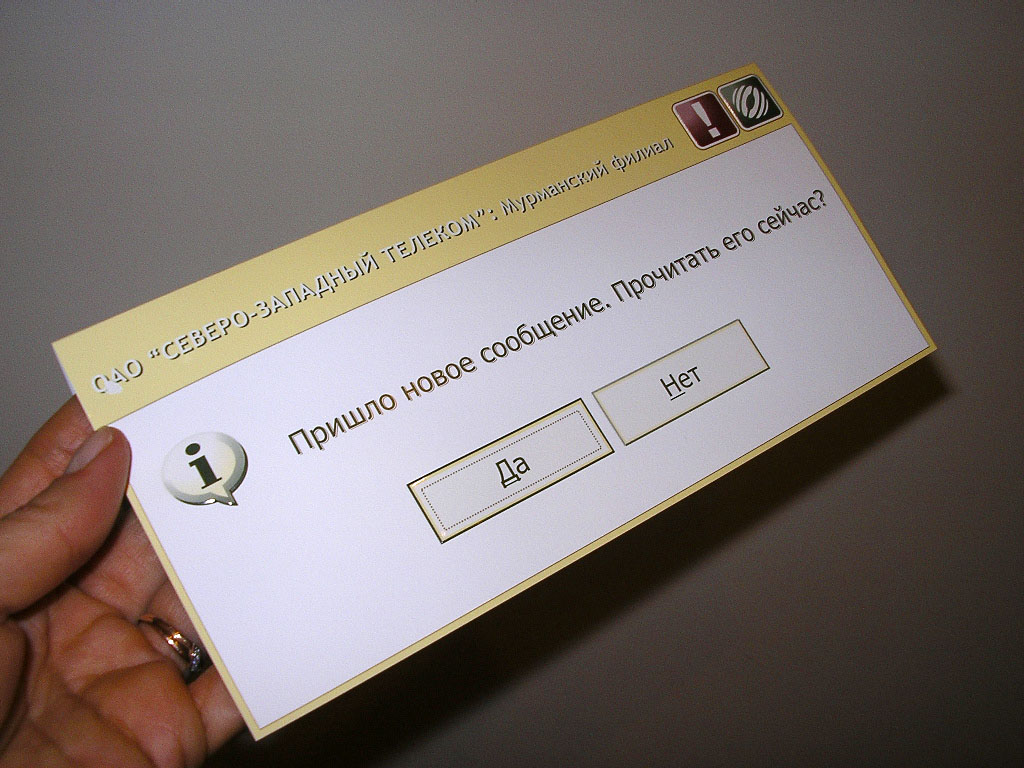 ОАО “СЕВЕРО-ЗАПАДНЫЙ ТЕЛЕКОМ”: Мурманский филиал
Пришло новое сообщение. Прочитать его сейчас?
Да
Нет